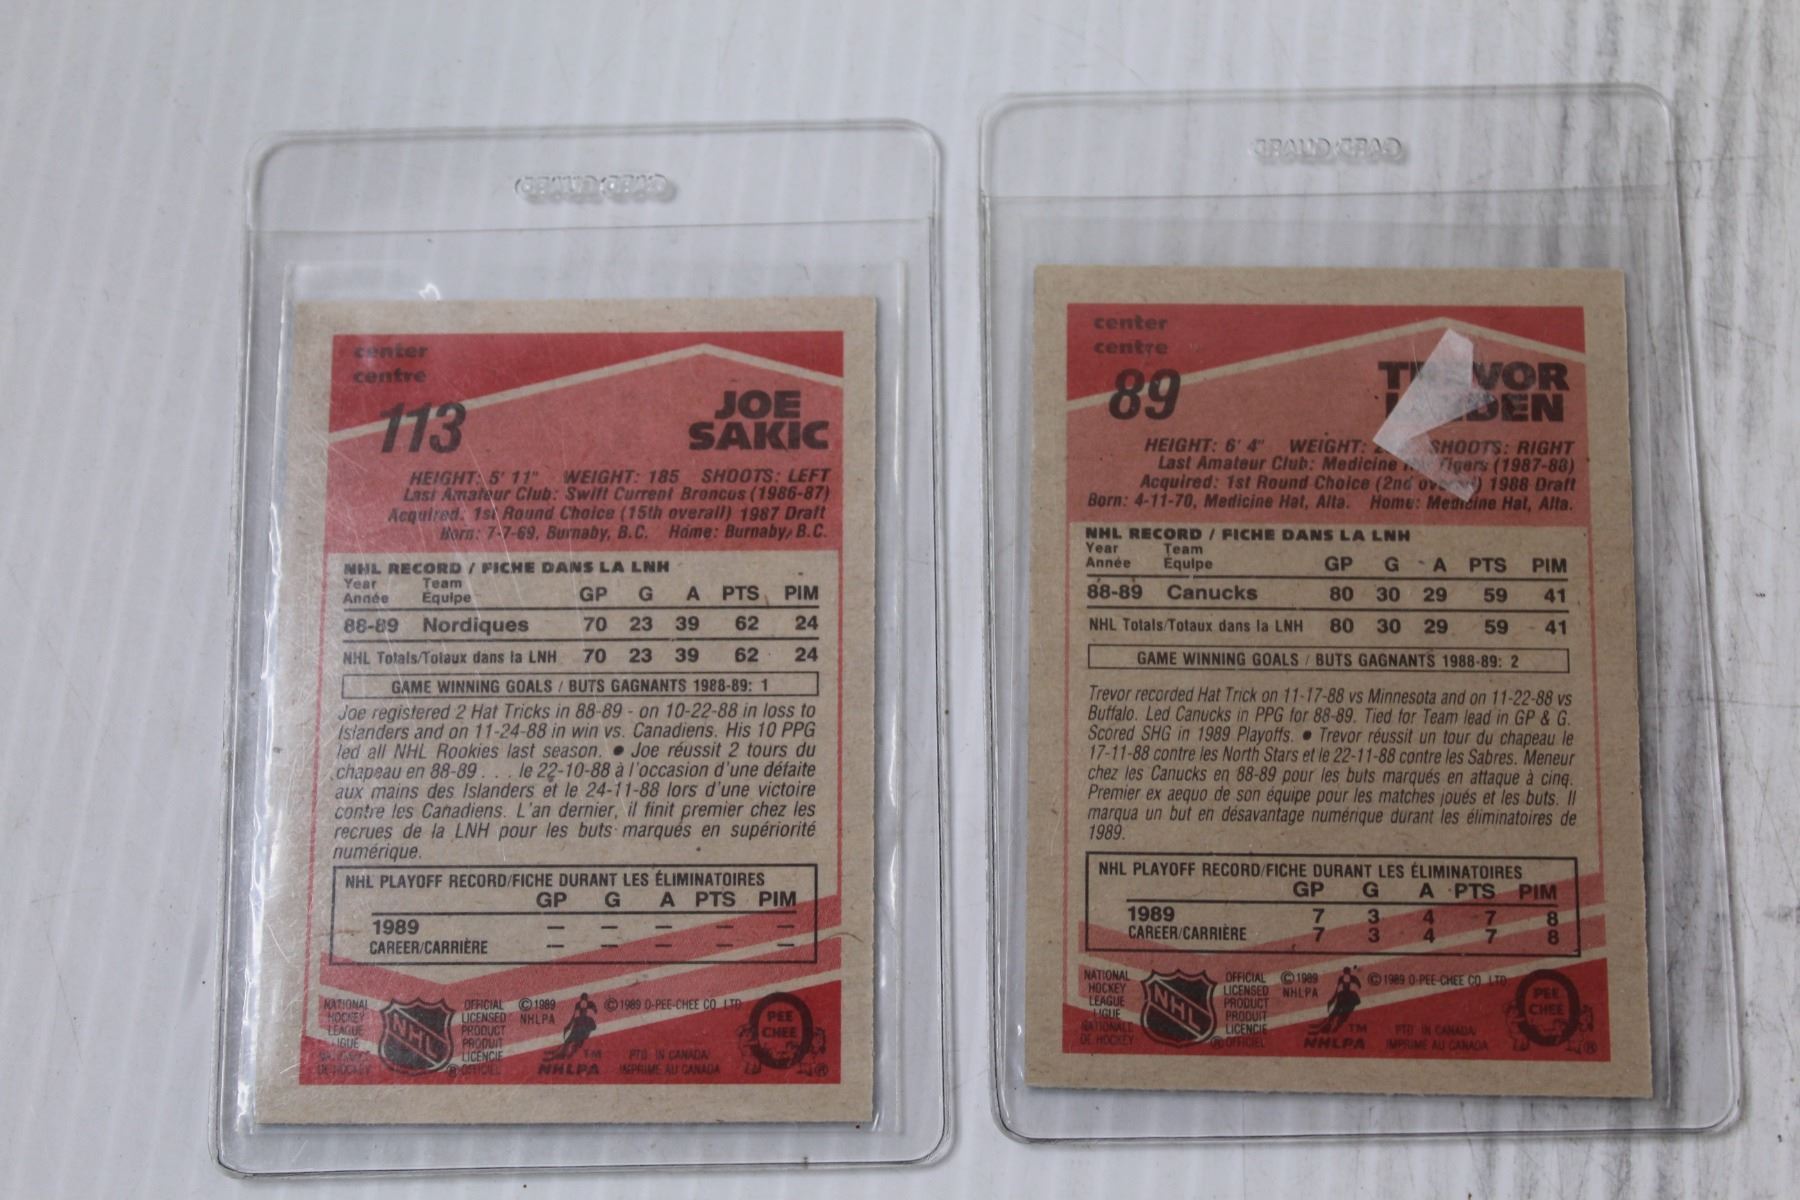 CARD GUARD
center
centre
113
JOE
SAKIC
HEIGHT: 5' 11" WEIGHT: 185 SHOOTS: LEFT
Last Amateur Club: Swift Current Broncos (1986-87)
Acquired: 1st Round Choice (15th overall) 1987 Draft
Born: 7-7-69, Burnaby, B.C. Home: Burnaby, B.C.
NHL RECORD / FICHE DANS LA LNH
Year Team
Année Équipe GP G A PTS PIM
88-89 Nordiques 70 23 39 62 24
NHL Totals/Totaux dans la LNH 70 23 39 62 24
GAME WINNING GOALS / BUTS GAGNANTS 1988-89: 1
Joe registered 2 Hat Tricks in 88-89 - on 10-22-88 in loss to
Islanders and on 11-24-88 in win vs. Canadiens. His 10 PPG
led all NHL Rookies last season. ● Joe réussit 2 tours du
chapeau en 88-89 . . . le 22-10-88 à l'occasion d'une défaite
aux mains des Islanders et le 24-11-88 lors d'une victoire
contre les Canadiens. L'an dernier, il finit premier chez les
recrues de la LNH pour les buts marqués en supériorité
numérique.
NHL PLAYOFF RECORD/FICHE DURANT LES ÉLIMINATOIRES
GP G A PTS PIM
1989 — — — — —
CAREER/CARRIÈRE — — — — —
NATIONAL
HOCKEY
LEAGUE
LIGUE
NATIONALE
DE HOCKEY
NHL
OFFICIAL
LICENSED
PRODUCT
PRODUIT
LICENCIÉ
® OFFICIEL
©1989
NHLPA
TM
NHLPA
©1989 O-PEE-CHEE CO. LTD.
PTD. IN CANADA
IMPRIMÉ AU CANADA
O
PEE
CHEE
®
CARD GUARD
center
centre
89
TREVOR
LINDEN
HEIGHT: 6' 4" WEIGHT: SHOOTS: RIGHT
Last Amateur Club: Medicine Hat Tigers (1987-88)
Acquired: 1st Round Choice (2nd overall) 1988 Draft
Born: 4-11-70, Medicine Hat, Alta. Home: Medicine Hat, Alta.
NHL RECORD / FICHE DANS LA LNH
Year Team
Année Équipe GP G A PTS PIM
88-89 Canucks 80 30 29 59 41
NHL Totals/Totaux dans la LNH 80 30 29 59 41
GAME WINNING GOALS / BUTS GAGNANTS 1988-89: 2
Trevor recorded Hat Trick on 11-17-88 vs Minnesota and on 11-22-88 vs
Buffalo. Led Canucks in PPG for 88-89. Tied for Team lead in GP & G.
Scored SHG in 1989 Playoffs. ● Trevor réussit un tour du chapeau le
17-11-88 contre les North Stars et le 22-11-88 contre les Sabres. Meneur
chez les Canucks en 88-89 pour les buts marqués en attaque à cinq.
Premier ex aequo de son équipe pour les matches joués et les buts. Il
marqua un but en désavantage numérique durant les éliminatoires de
1989.
NHL PLAYOFF RECORD/FICHE DURANT LES ÉLIMINATOIRES
GP G A PTS PIM
1989 7 3 4 7 8
CAREER/CARRIÈRE 7 3 4 7 8
NATIONAL
HOCKEY
LEAGUE
LIGUE
NATIONALE
DE HOCKEY
NHL
OFFICIAL
LICENSED
PRODUCT
PRODUIT
LICENCIÉ
® OFFICIEL
©1989
NHLPA
TM
NHLPA
©1989 O-PEE-CHEE CO. LTD.
PTD. IN CANADA
IMPRIMÉ AU CANADA
O
PEE
CHEE
®